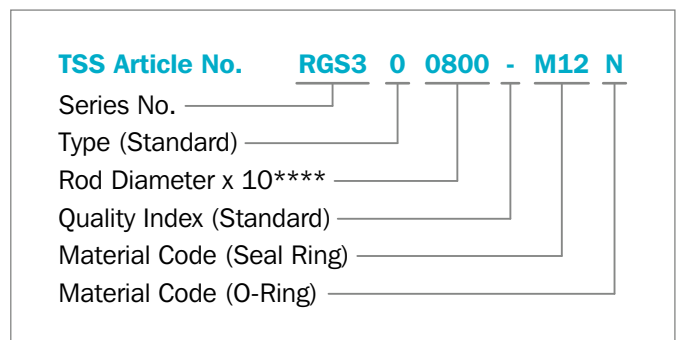 TSS Article No. RGS3 0 0800 - M12 N
Series No.
Type (Standard)
Rod Diameter x 10****
Quality Index (Standard)
Material Code (Seal Ring)
Material Code (O-Ring)